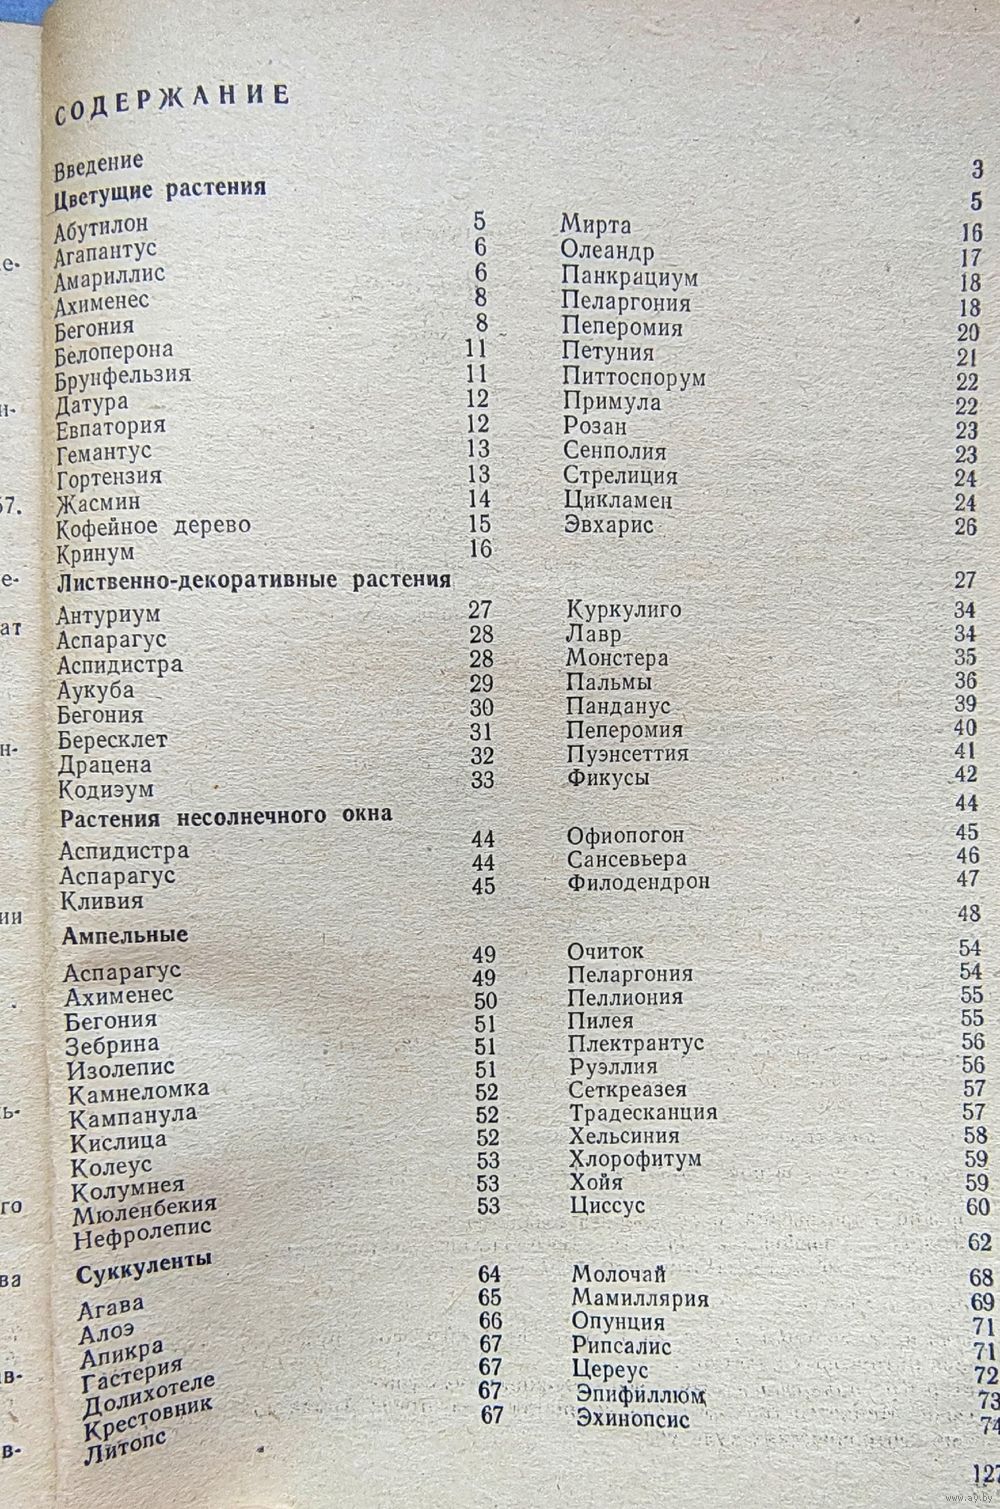 СОДЕРЖАНИЕ
Введение 3
Цветущие растения 5
Абутилон 5
Агапантус 6
Амариллис 6
Ахименес 8
Бегония 8
Белоперона 11
Брунфельзия 11
Датура 12
Евпатория 12
Гемантус 13
Гортензия 13
Жасмин 14
Кофейное дерево 15
Кринум 16
Мирта 16
Олеандр 17
Панкрациум 18
Пеларгония 18
Пеперомия 20
Петуния 21
Питтоспорум 22
Примула 22
Розан 23
Сенполия 23
Стрелиция 24
Цикламен 24
Эвхарис 26
Лиственно-декоративные растения 27
Антуриум 27
Аспарагус 28
Аспидистра 28
Аукуба 29
Бегония 30
Бересклет 31
Драцена 32
Кодиэум 33
Куркулиго 34
Лавр 34
Монстера 35
Пальмы 36
Панданус 39
Пеперомия 40
Пуэнсеттия 41
Фикусы 42
Растения несолнечного окна 44
Аспидистра 44
Аспарагус 44
Кливия 45
Офиопогон 45
Сансевьера 46
Филодендрон 47
Ампельные 48
Аспарагус 49
Ахименес 49
Бегония 50
Зебрина 51
Изолепис 51
Камнеломка 51
Кампанула 52
Кислица 52
Колеус 52
Колумнея 53
Мюленбекия 53
Нефролепис 53
Очиток 54
Пеларгония 54
Пеллиония 55
Пилея 55
Плектрантус 56
Руэллия 56
Сеткреазея 57
Традесканция 57
Хельсиния 58
Хлорофитум 59
Хойя 59
Циссус 60
Суккуленты 62
Агава 64
Алоэ 65
Апикра 66
Гастерия 67
Долихотеле 67
Крестовник 67
Литопс 67
Молочай 68
Мамиллярия 69
Опунция 71
Рипсалис 71
Цереус 72
Эпифиллюм 73
Эхинопсис 74
127
www.ay.by